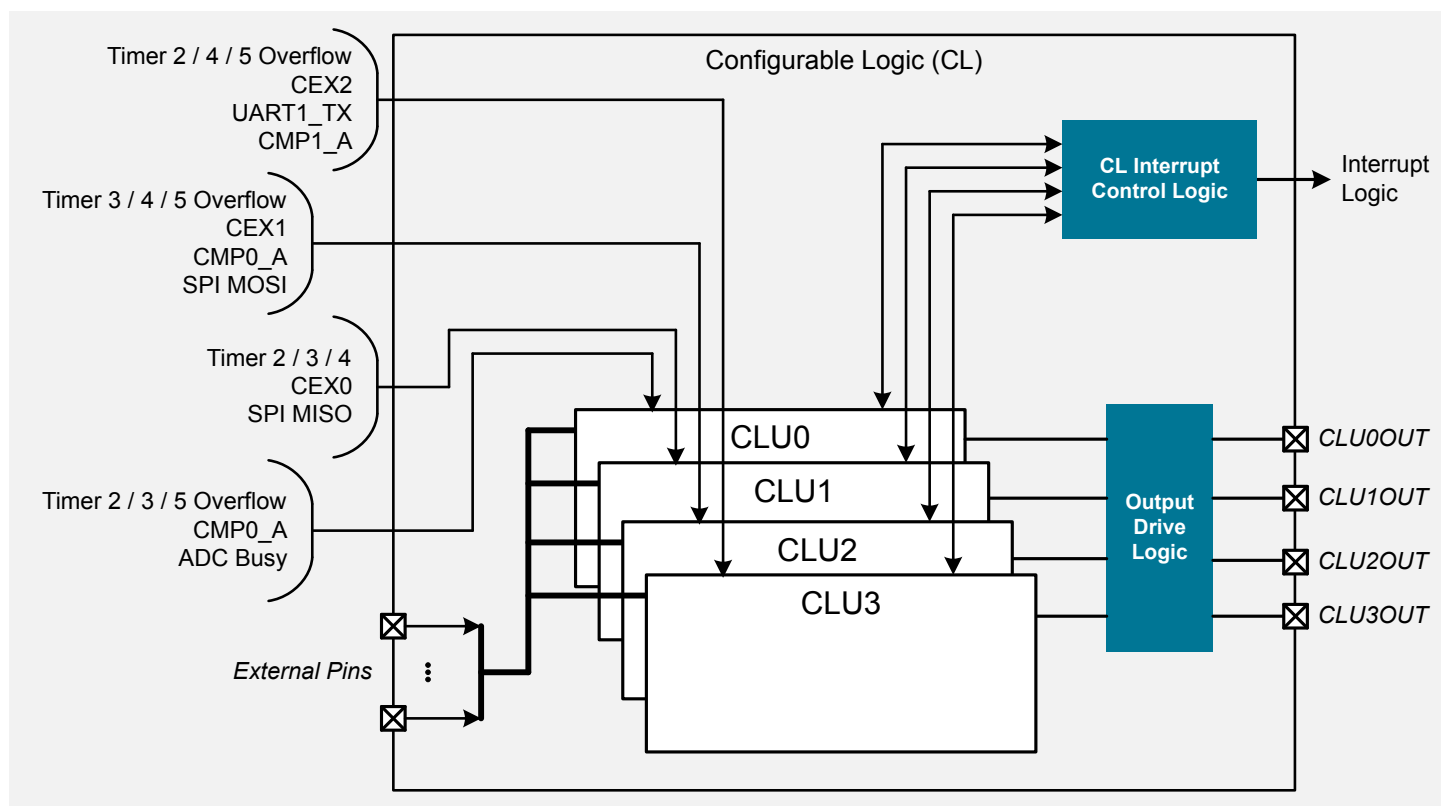 Configurable Logic (CL)
Timer 2 / 4 / 5 Overflow
CEX2
UART1_TX
CMP1_A
Timer 3 / 4 / 5 Overflow
CEX1
CMP0_A
SPI MOSI
Timer 2 / 3 / 4
CEX0
SPI MISO
Timer 2 / 3 / 5 Overflow
CMP0_A
ADC Busy
External Pins
CL Interrupt
Control Logic
Interrupt
Logic
CLU0
CLU1
CLU2
CLU3
Output
Drive
Logic
CLU0OUT
CLU1OUT
CLU2OUT
CLU3OUT